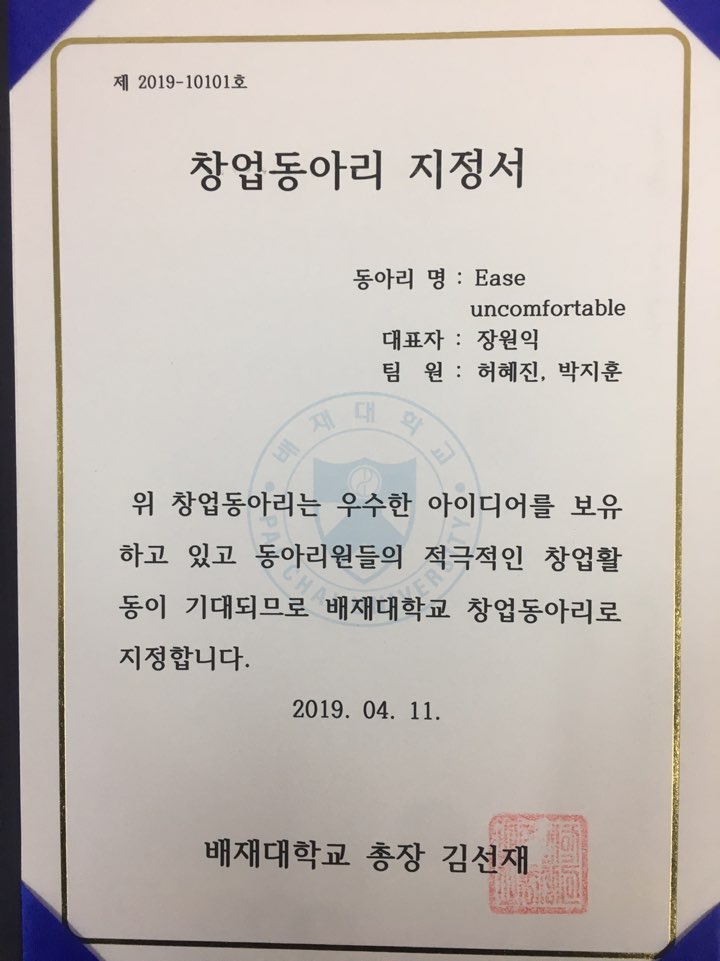 제 2019-10101호
창업동아리 지정서
동아리 명 : Ease
uncomfortable
대표자 : 장원익
팀 원 : 허혜진, 박지훈
배재대학교
PAI CHAI UNIVERSITY
위 창업동아리는 우수한 아이디어를 보유
하고 있고 동아리원들의 적극적인 창업활
동이 기대되므로 배재대학교 창업동아리로
지정합니다.
2019. 04. 11.
배재대학교 총장 김선재